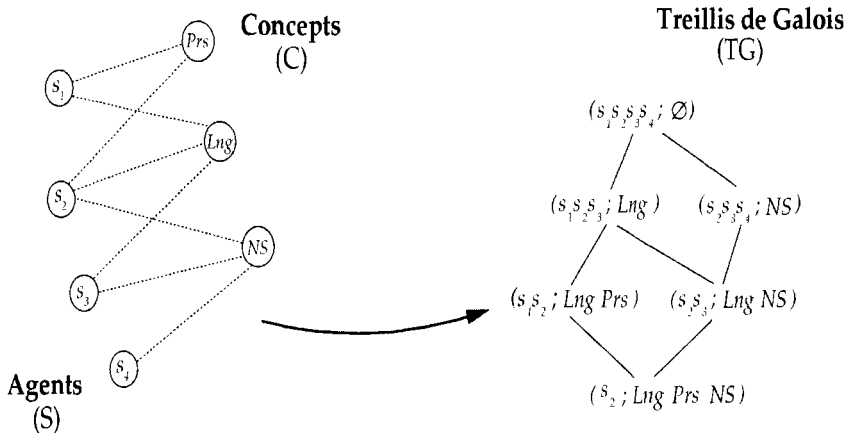 Concepts
(C)
Prs
s₁
Lng
s₂
NS
s₃
s₄
Agents
(S)
Treillis de Galois
(TG)
(s₁s₂s₃s₄; Ø)
(s₁s₂s₃; Lng) (s₂s₃s₄; NS)
(s₁s₂; Lng Prs) (s₂s₃; Lng NS)
(s₂; Lng Prs NS)